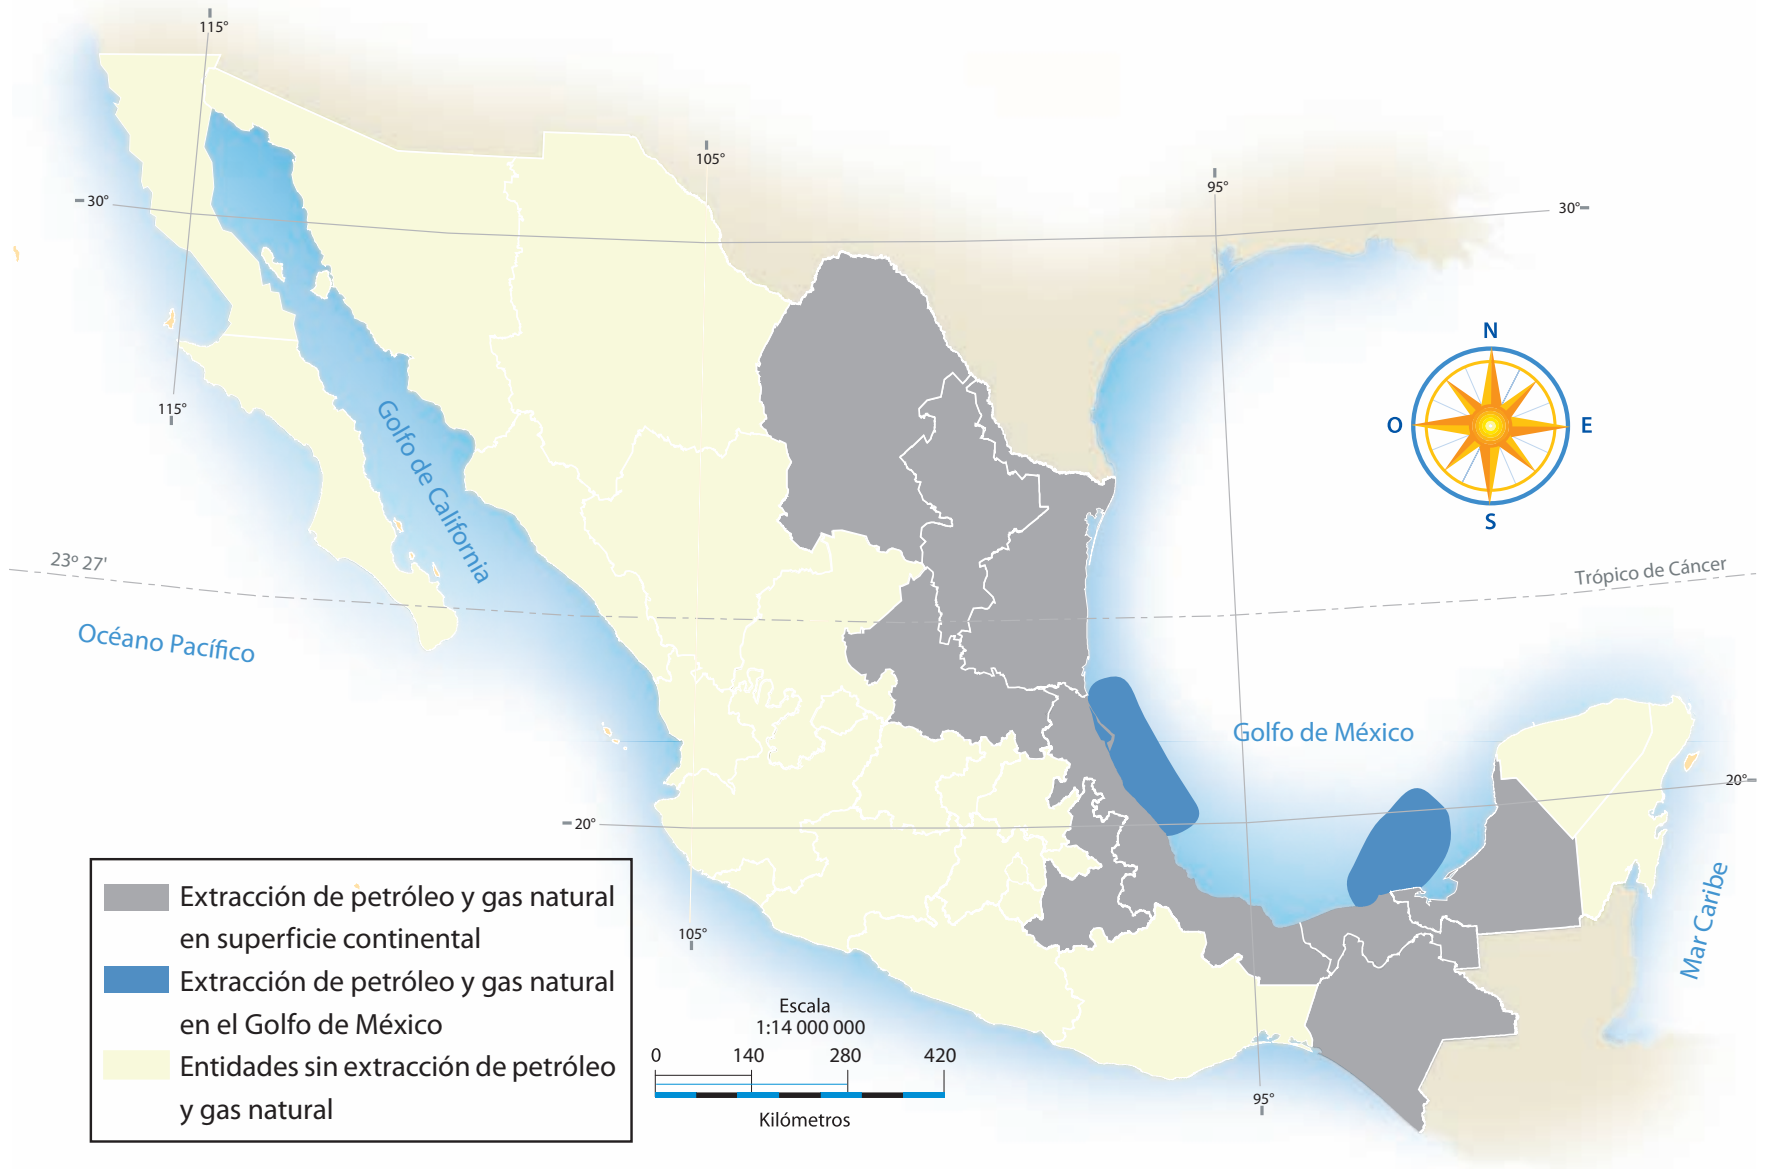 115°
105°
95°
30°
30°
N
O
E
S
115°
Golfo de California
23º 27'
Trópico de Cáncer
Océano Pacífico
Golfo de México
20°
20°
Mar Caribe
105°
95°
Extracción de petróleo y gas natural
en superficie continental
Extracción de petróleo y gas natural
en el Golfo de México
Entidades sin extracción de petróleo
y gas natural
Escala
1:14 000 000
0 140 280 420
Kilómetros